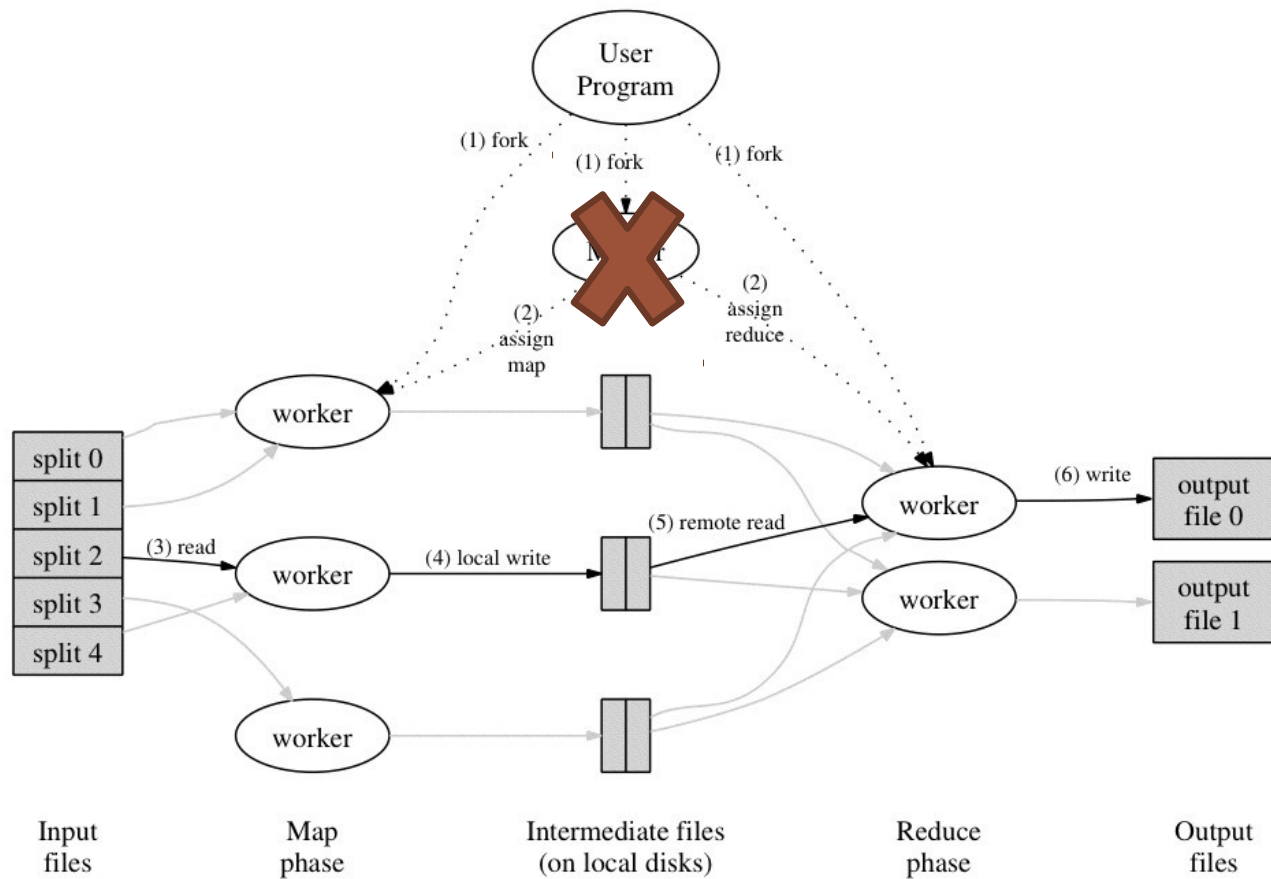 User
Program
(1) fork
(1) fork
(1) fork
(2)
assign
map
(2)
assign
reduce
split 0
split 1
split 2
split 3
split 4
(3) read
worker
worker
worker
(4) local write
(5) remote read
worker
worker
(6) write
output
file 0
output
file 1
Input
files
Map
phase
Intermediate files
(on local disks)
Reduce
phase
Output
files